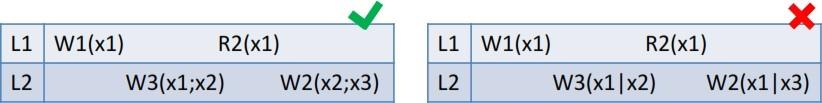 L1 W1(x1) R2(x1)
L2 W3(x1;x2) W2(x2;x3)
L1 W1(x1) R2(x1)
L2 W3(x1|x2) W2(x1|x3)